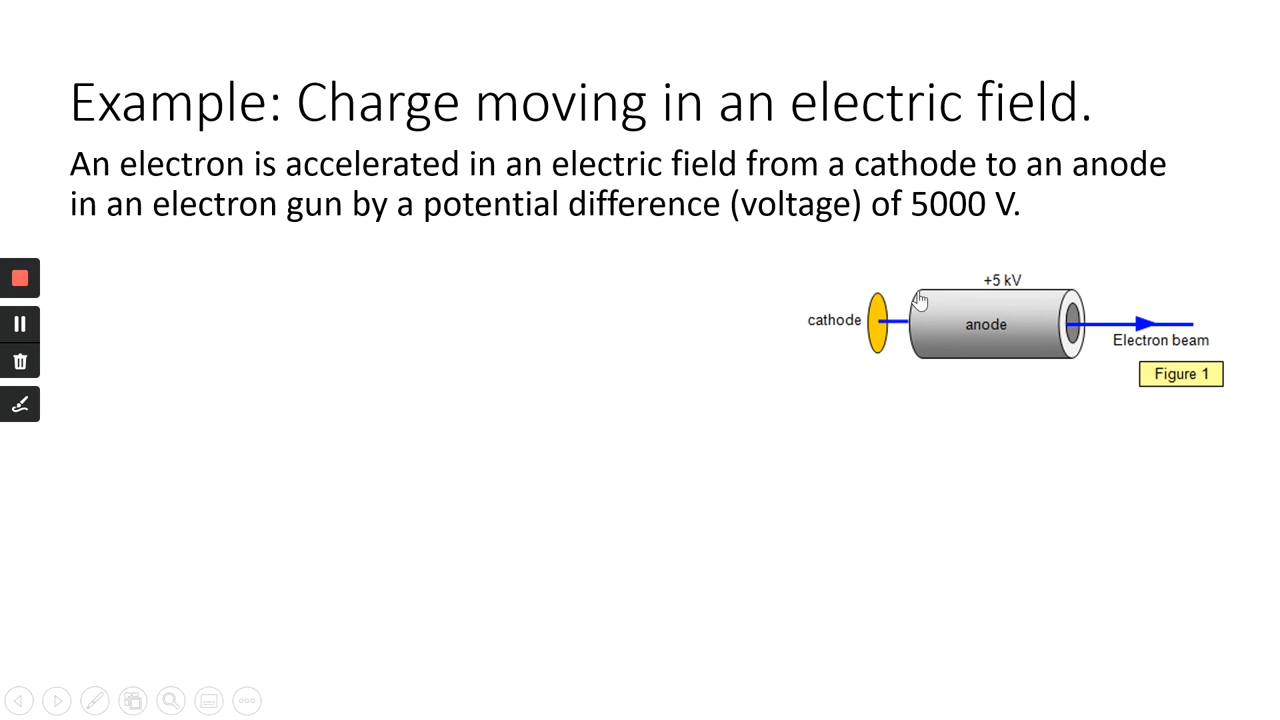 Example: Charge moving in an electric field.
An electron is accelerated in an electric field from a cathode to an anode
in an electron gun by a potential difference (voltage) of 5000 V.
+5 kV
cathode
anode
Electron beam
Figure 1